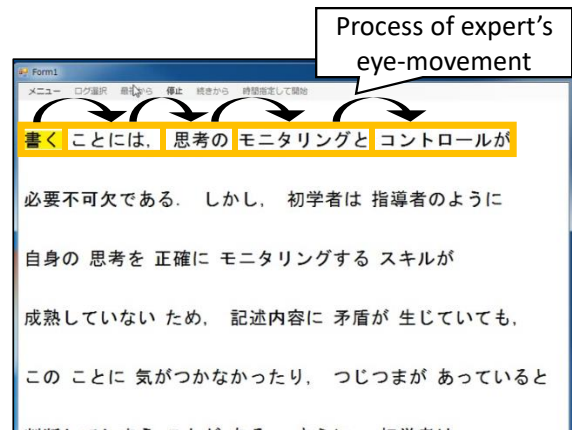 Process of expert's
eye-movement
Form1
メニュー ログ選択 最初から 停止 続きから 時間指定して開始
書く ことには, 思考の モニタリングと コントロールが
必要不可欠である. しかし, 初学者は 指導者のように
自身の 思考を 正確に モニタリングする スキルが
成熟していない ため, 記述内容に 矛盾が 生じていても,
この ことに 気がつかなかったり, つじつまが あっていると